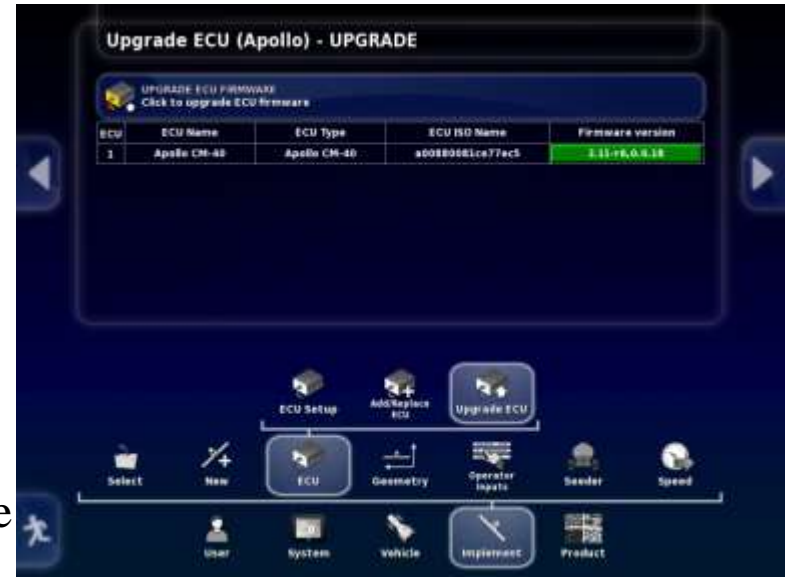 Upgrade ECU (Apollo) - UPGRADE
UPGRADE ECU FIRMWARE
Click to upgrade ECU firmware
ECU ECU Name ECU Type ECU ISO Name Firmware version
1 Apollo CM-40 Apollo CM-40 a00880081ce77ec5
ECU Setup Add/Replace ECU Upgrade ECU
Select New ECU Geometry Operator Inputs Seeder Speed
e
User System Vehicle Implement Product